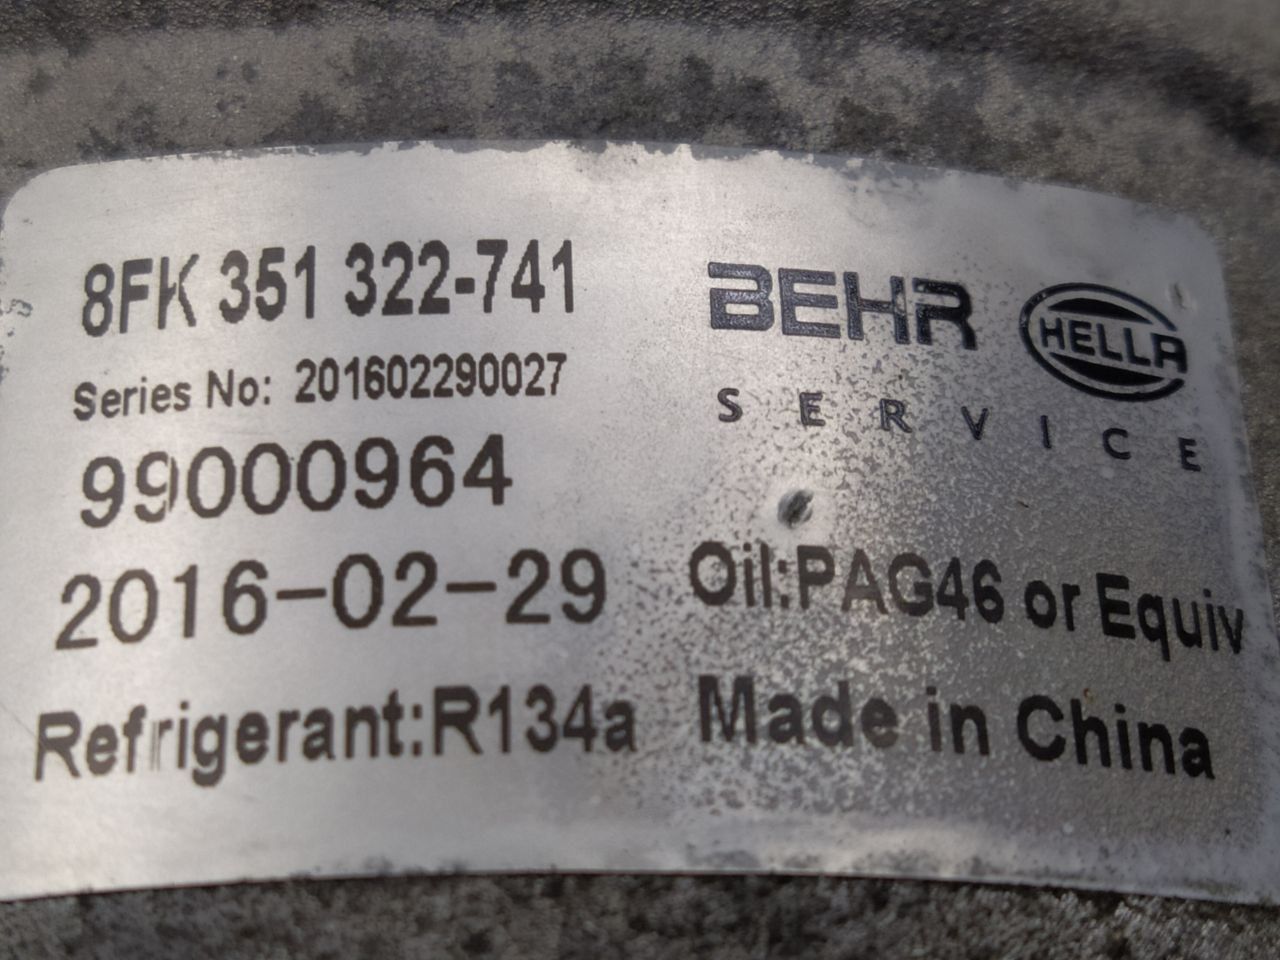 8FK 351 322-741
Series No: 201602290027
99000964
2016-02-29
Refrigerant:R134a
BEHR HELLA
SERVICE
Oil:PAG46 or Equiv
Made in China